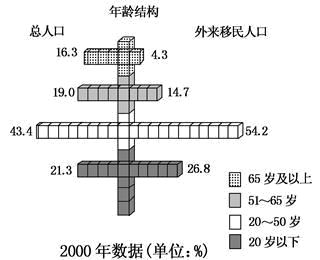 年龄结构
总人口 外来移民人口
16.3 4.3
19.0 14.7
43.4 54.2
21.3 26.8
65岁及以上
51～65岁
20～50岁
20岁以下
2000年数据(单位:%)